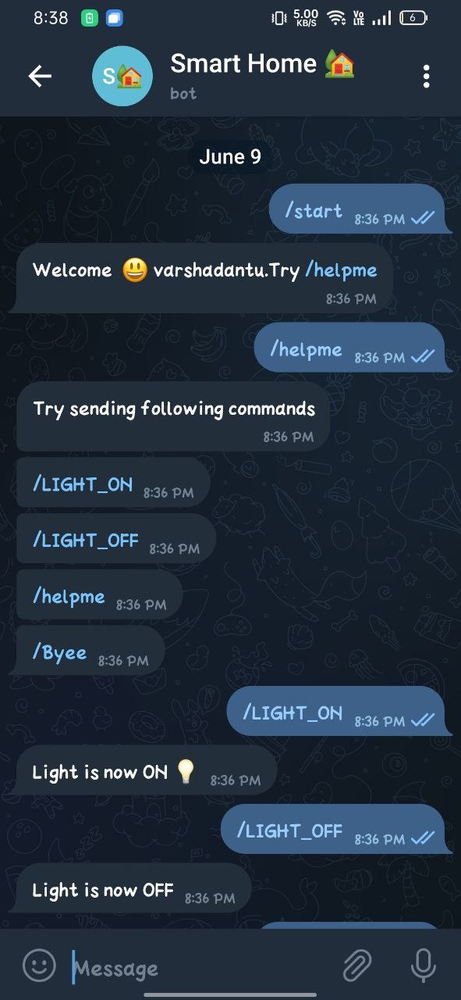 8:38 5.00 KB/S Vo LTE 6
S Smart Home
bot
June 9
/start 8:36 PM
Welcome 😃 varshadantu.Try /helpme
8:36 PM
/helpme 8:36 PM
Try sending following commands
8:36 PM
/LIGHT_ON 8:36 PM
/LIGHT_OFF 8:36 PM
/helpme 8:36 PM
/Byee 8:36 PM
/LIGHT_ON 8:36 PM
Light is now ON 💡 8:36 PM
/LIGHT_OFF 8:36 PM
Light is now OFF 8:36 PM
Message